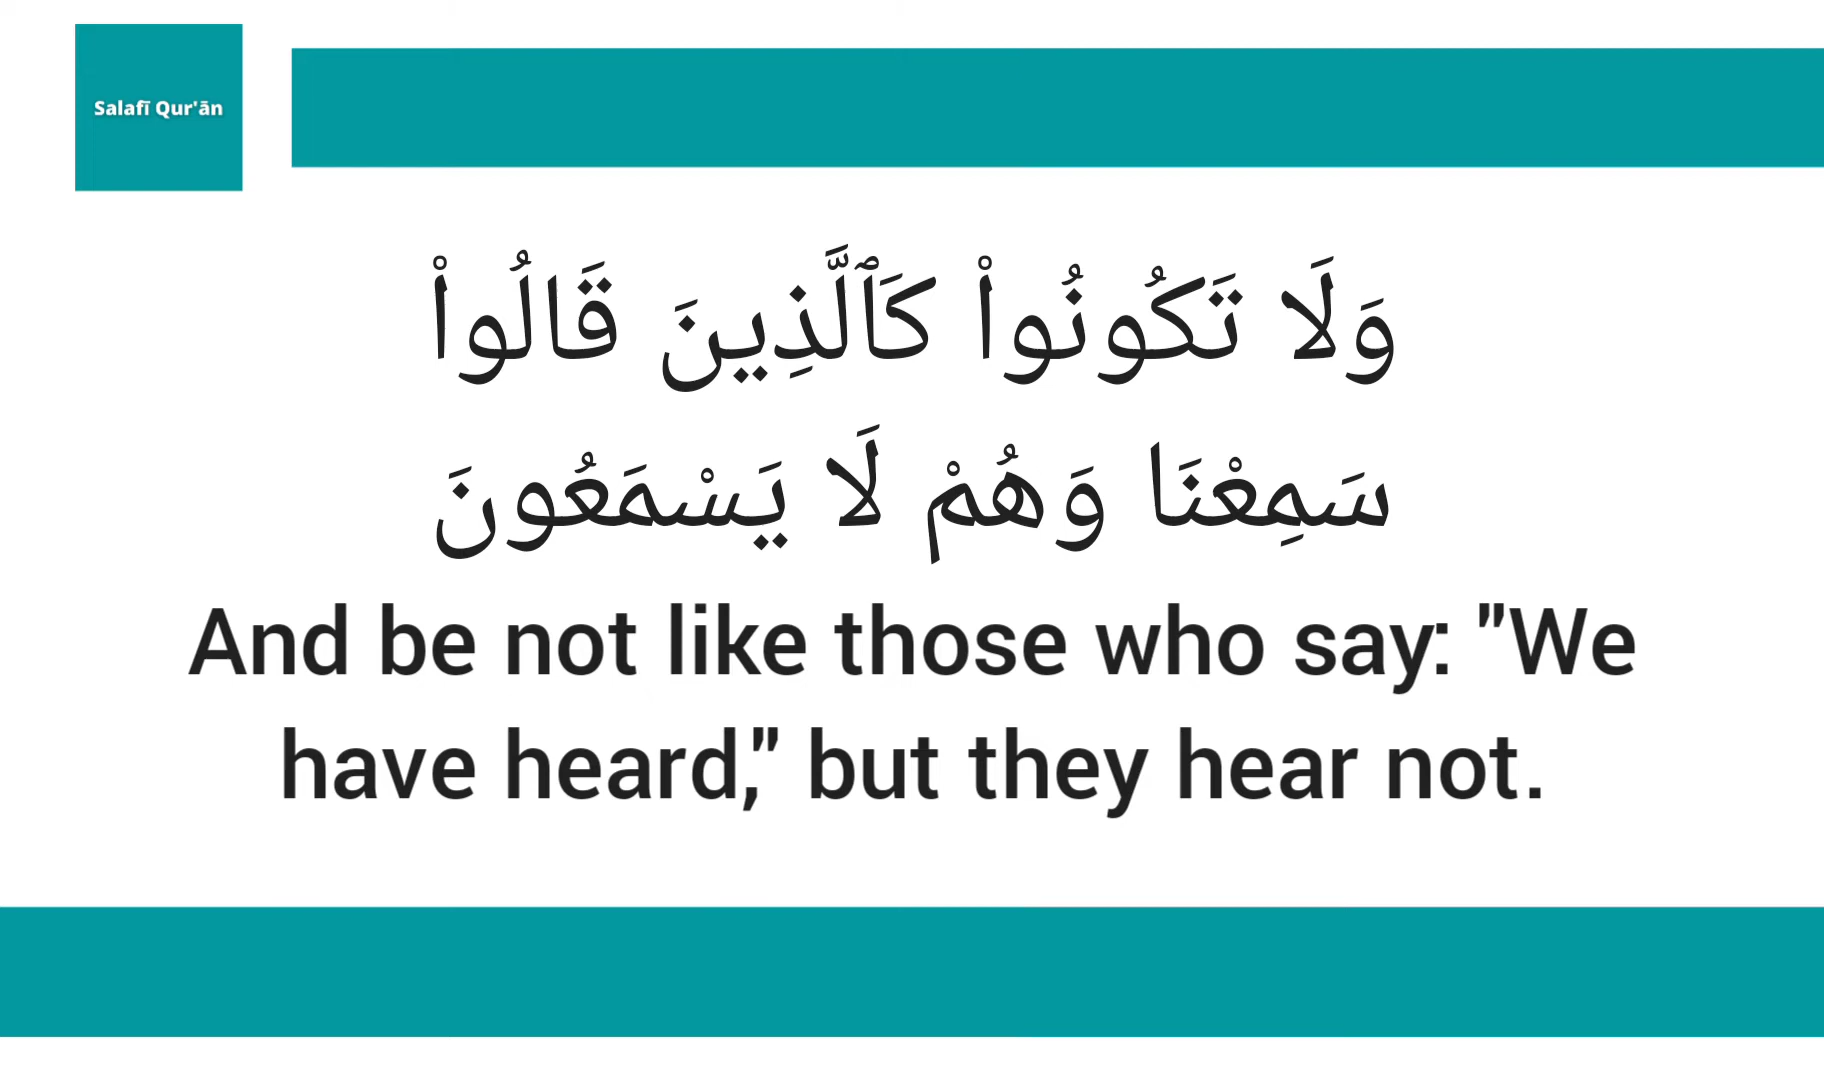 Salafī Qur'ān
وَلَا تَكُونُوا۟ كَٱلَّذِينَ قَالُوا۟
سَمِعْنَا وَهُمْ لَا يَسْمَعُونَ
And be not like those who say: "We
have heard," but they hear not.